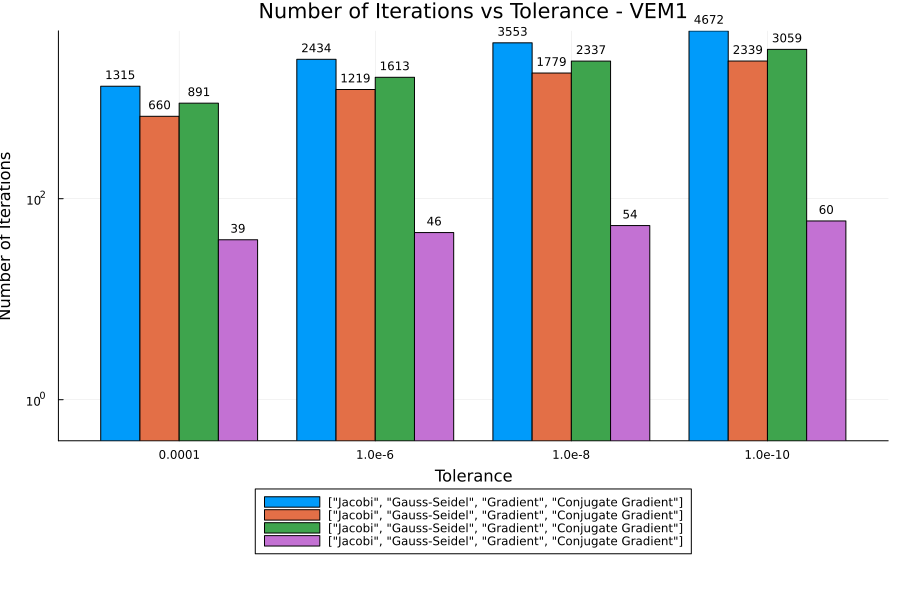 Number of Iterations vs Tolerance - VEM1
Number of Iterations
10²
10⁰
1315
660
891
39
2434
1219
1613
46
3553
1779
2337
54
4672
2339
3059
60
0.0001
1.0e-6
1.0e-8
1.0e-10
Tolerance
["Jacobi", "Gauss-Seidel", "Gradient", "Conjugate Gradient"]
["Jacobi", "Gauss-Seidel", "Gradient", "Conjugate Gradient"]
["Jacobi", "Gauss-Seidel", "Gradient", "Conjugate Gradient"]
["Jacobi", "Gauss-Seidel", "Gradient", "Conjugate Gradient"]